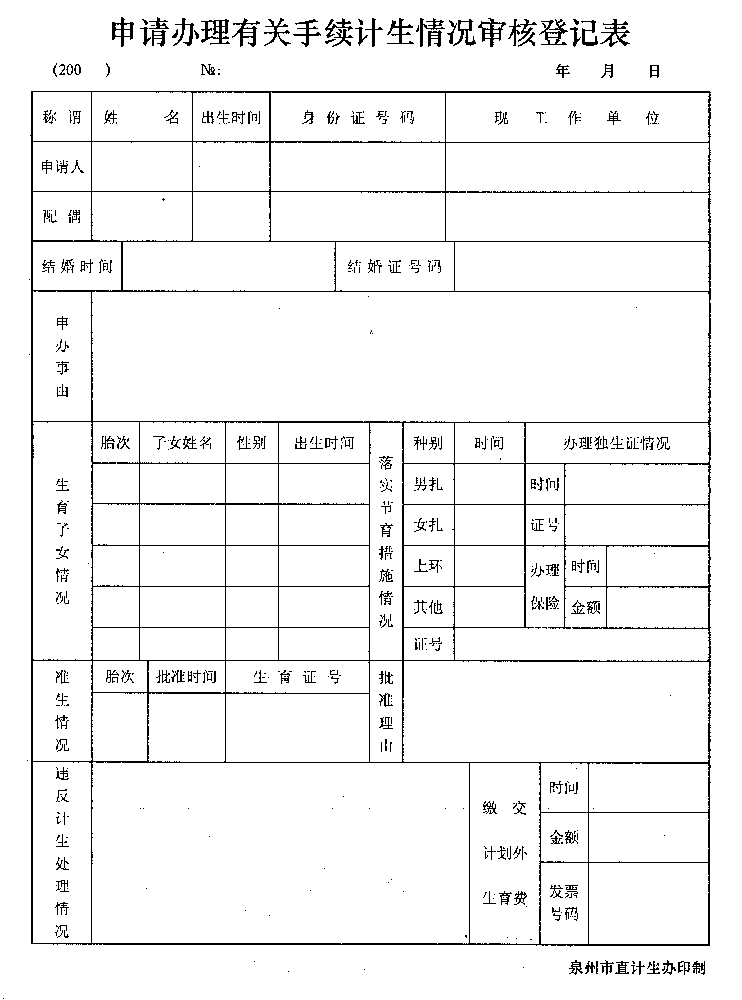 申请办理有关手续计生情况审核登记表
(200 ) №: 年 月 日
称谓 姓名 出生时间 身份证号码 现工作单位
申请人
配偶
结婚时间 结婚证号码
申办事由
生育子女情况
胎次 子女姓名 性别 出生时间
落实节育措施情况
种别 时间 办理独生证情况
男扎 时间
女扎 证号
上环 办理保险 时间
其他 金额
证号
准生情况
胎次 批准时间 生育证号
批准理由
违反计生处理情况
缴交计划外生育费
时间
金额
发票号码
泉州市直计生办印制